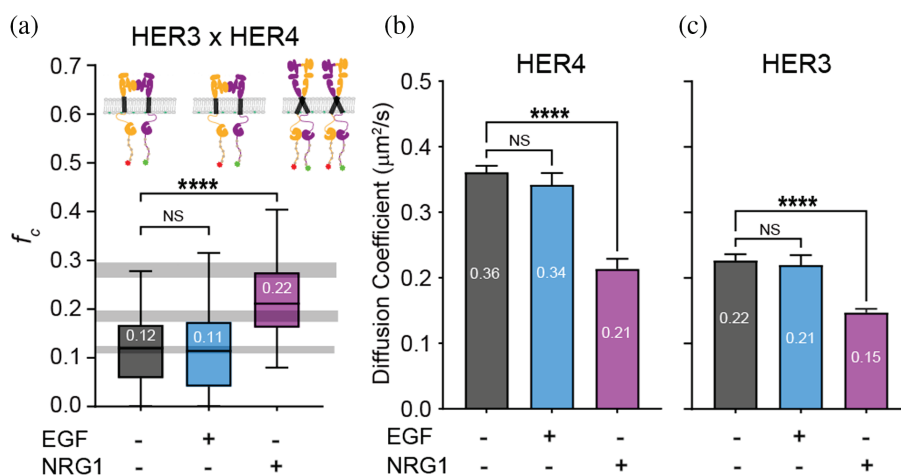 (a)
HER3 x HER4
0.7
0.6
0.5
0.4
0.3
0.2
0.1
0.0
fc
****
NS
0.12
0.11
0.22
EGF - + -
NRG1 - - +
(b)
HER4
Diffusion Coefficient (μm²/s)
0.5
0.4
0.3
0.2
0.1
0.0
****
NS
0.36
0.34
0.21
EGF - + -
NRG1 - - +
(c)
HER3
****
NS
0.22
0.21
0.15
- + -
- - +